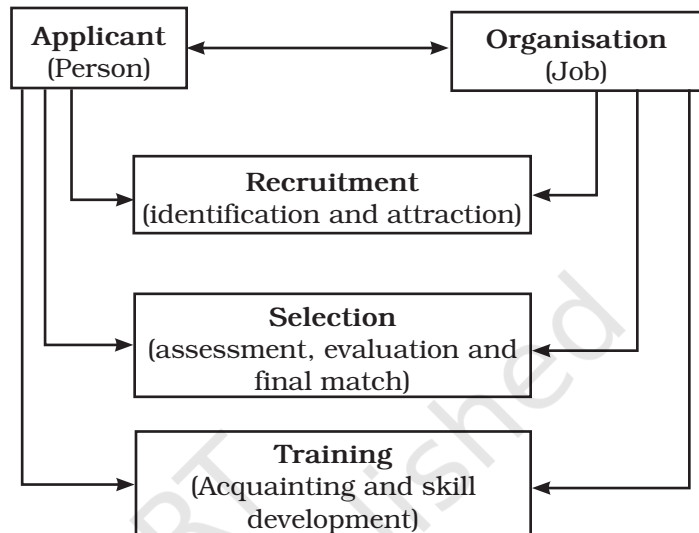 Applicant
(Person)
Organisation
(Job)
Recruitment
(identification and attraction)
Selection
(assessment, evaluation and
final match)
Training
(Acquainting and skill
development)